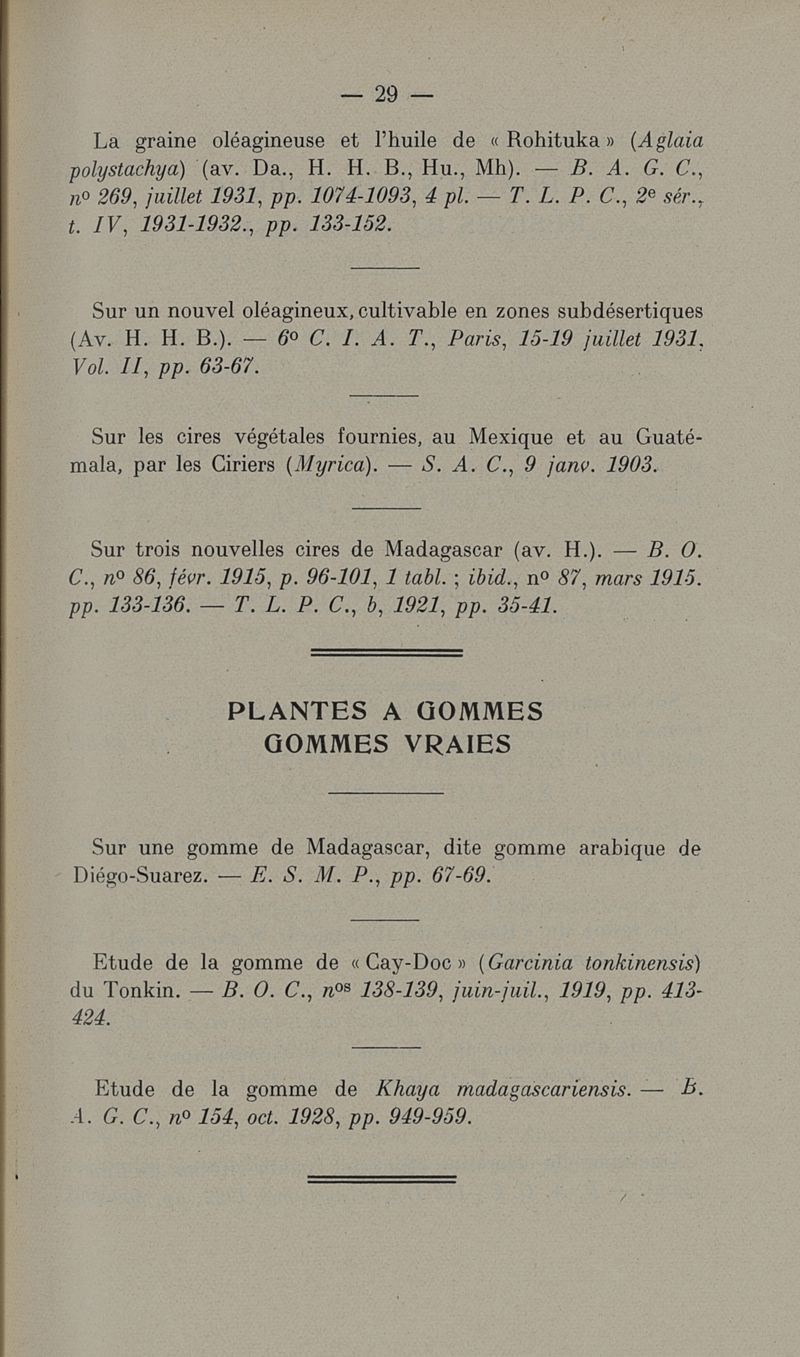 — 29 —
La graine oléagineuse et l'huile de « Rohituka » (Aglaia
polystachya) (av. Da., H. H. B., Hu., Mh). — B. A. G. C.,
nº 269, juillet 1931, pp. 1074-1093, 4 pl. — T. L. P. C., 2e sér.,
t. IV, 1931-1932., pp. 133-152.
Sur un nouvel oléagineux, cultivable en zones subdésertiques
(Av. H. H. B.). — 6º C. I. A. T., Paris, 15-19 juillet 1931,
Vol. II, pp. 63-67.
Sur les cires végétales fournies, au Mexique et au Guaté-
mala, par les Ciriers (Myrica). — S. A. C., 9 janv. 1903.
Sur trois nouvelles cires de Madagascar (av. H.). — B. O.
C., nº 86, févr. 1915, p. 96-101, 1 tabl. ; ibid., nº 87, mars 1915.
pp. 133-136. — T. L. P. C., b, 1921, pp. 35-41.
PLANTES A GOMMES
GOMMES VRAIES
Sur une gomme de Madagascar, dite gomme arabique de
Diégo-Suarez. — E. S. M. P., pp. 67-69.
Etude de la gomme de « Cay-Doc » (Garcinia tonkinensis)
du Tonkin. — B. O. C., nos 138-139, juin-juil., 1919, pp. 413-
424.
Etude de la gomme de Khaya madagascariensis. — B.
A. G. C., nº 154, oct. 1928, pp. 949-959.